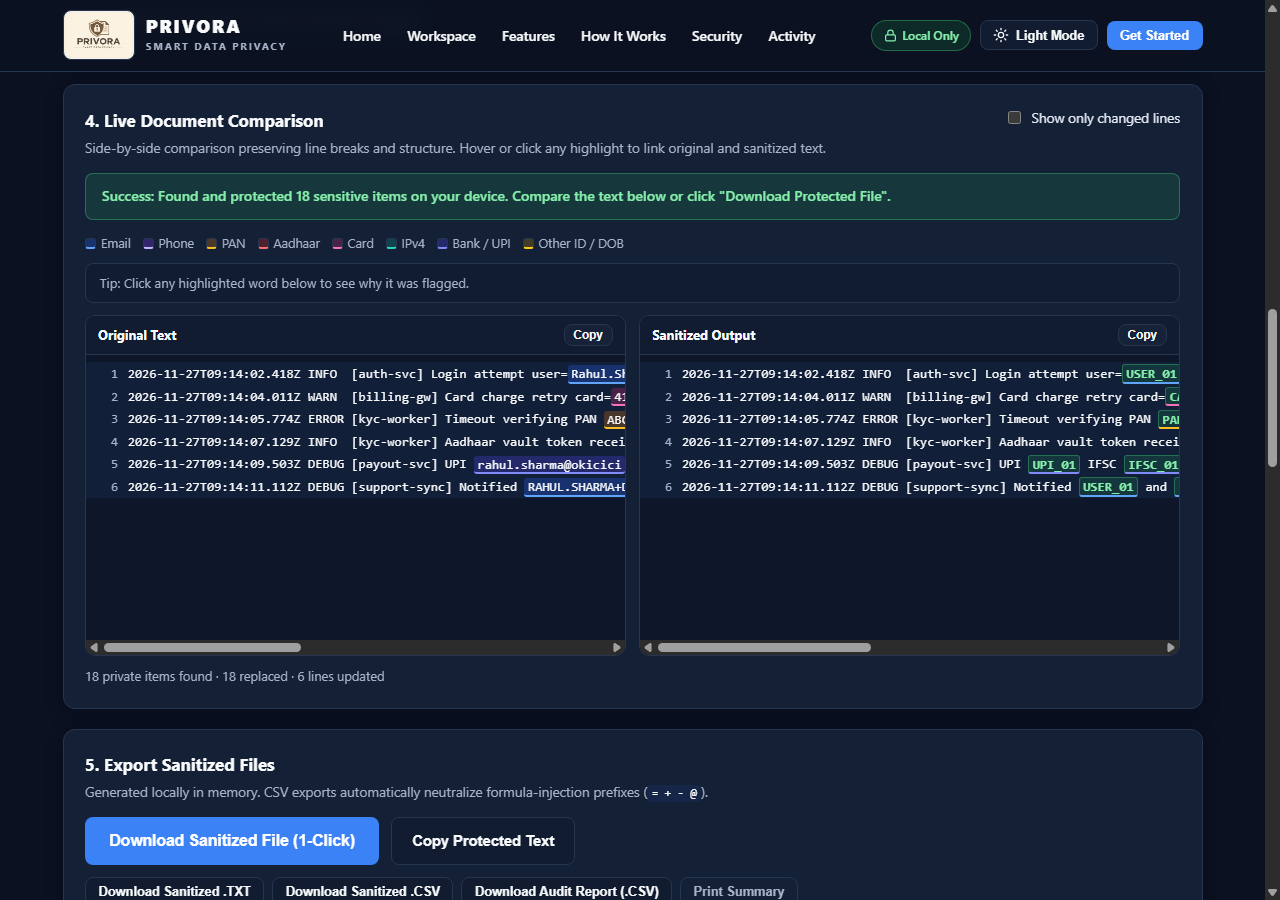 PRIVORA
PRIVORA
SMART DATA PRIVACY
Home Workspace Features How It Works Security Activity
Local Only
Light Mode
Get Started
4. Live Document Comparison
Show only changed lines
Side-by-side comparison preserving line breaks and structure. Hover or click any highlight to link original and sanitized text.
Success: Found and protected 18 sensitive items on your device. Compare the text below or click "Download Protected File".
Email Phone PAN Aadhaar Card IPv4 Bank / UPI Other ID / DOB
Tip: Click any highlighted word below to see why it was flagged.
Original Text Copy
1 2026-11-27T09:14:02.418Z INFO [auth-svc] Login attempt user=Rahul.Sh
2 2026-11-27T09:14:04.011Z WARN [billing-gw] Card charge retry card=41
3 2026-11-27T09:14:05.774Z ERROR [kyc-worker] Timeout verifying PAN ABC
4 2026-11-27T09:14:07.129Z INFO [kyc-worker] Aadhaar vault token recei
5 2026-11-27T09:14:09.503Z DEBUG [payout-svc] UPI rahul.sharma@okicici
6 2026-11-27T09:14:11.112Z DEBUG [support-sync] Notified RAHUL.SHARMA+D
Sanitized Output Copy
1 2026-11-27T09:14:02.418Z INFO [auth-svc] Login attempt user=USER_01
2 2026-11-27T09:14:04.011Z WARN [billing-gw] Card charge retry card=CA
3 2026-11-27T09:14:05.774Z ERROR [kyc-worker] Timeout verifying PAN PAN
4 2026-11-27T09:14:07.129Z INFO [kyc-worker] Aadhaar vault token recei
5 2026-11-27T09:14:09.503Z DEBUG [payout-svc] UPI UPI_01 IFSC IFSC_01
6 2026-11-27T09:14:11.112Z DEBUG [support-sync] Notified USER_01 and
18 private items found · 18 replaced · 6 lines updated
5. Export Sanitized Files
Generated locally in memory. CSV exports automatically neutralize formula-injection prefixes ( = + - @ ).
Download Sanitized File (1-Click)
Copy Protected Text
Download Sanitized .TXT
Download Sanitized .CSV
Download Audit Report (.CSV)
Print Summary